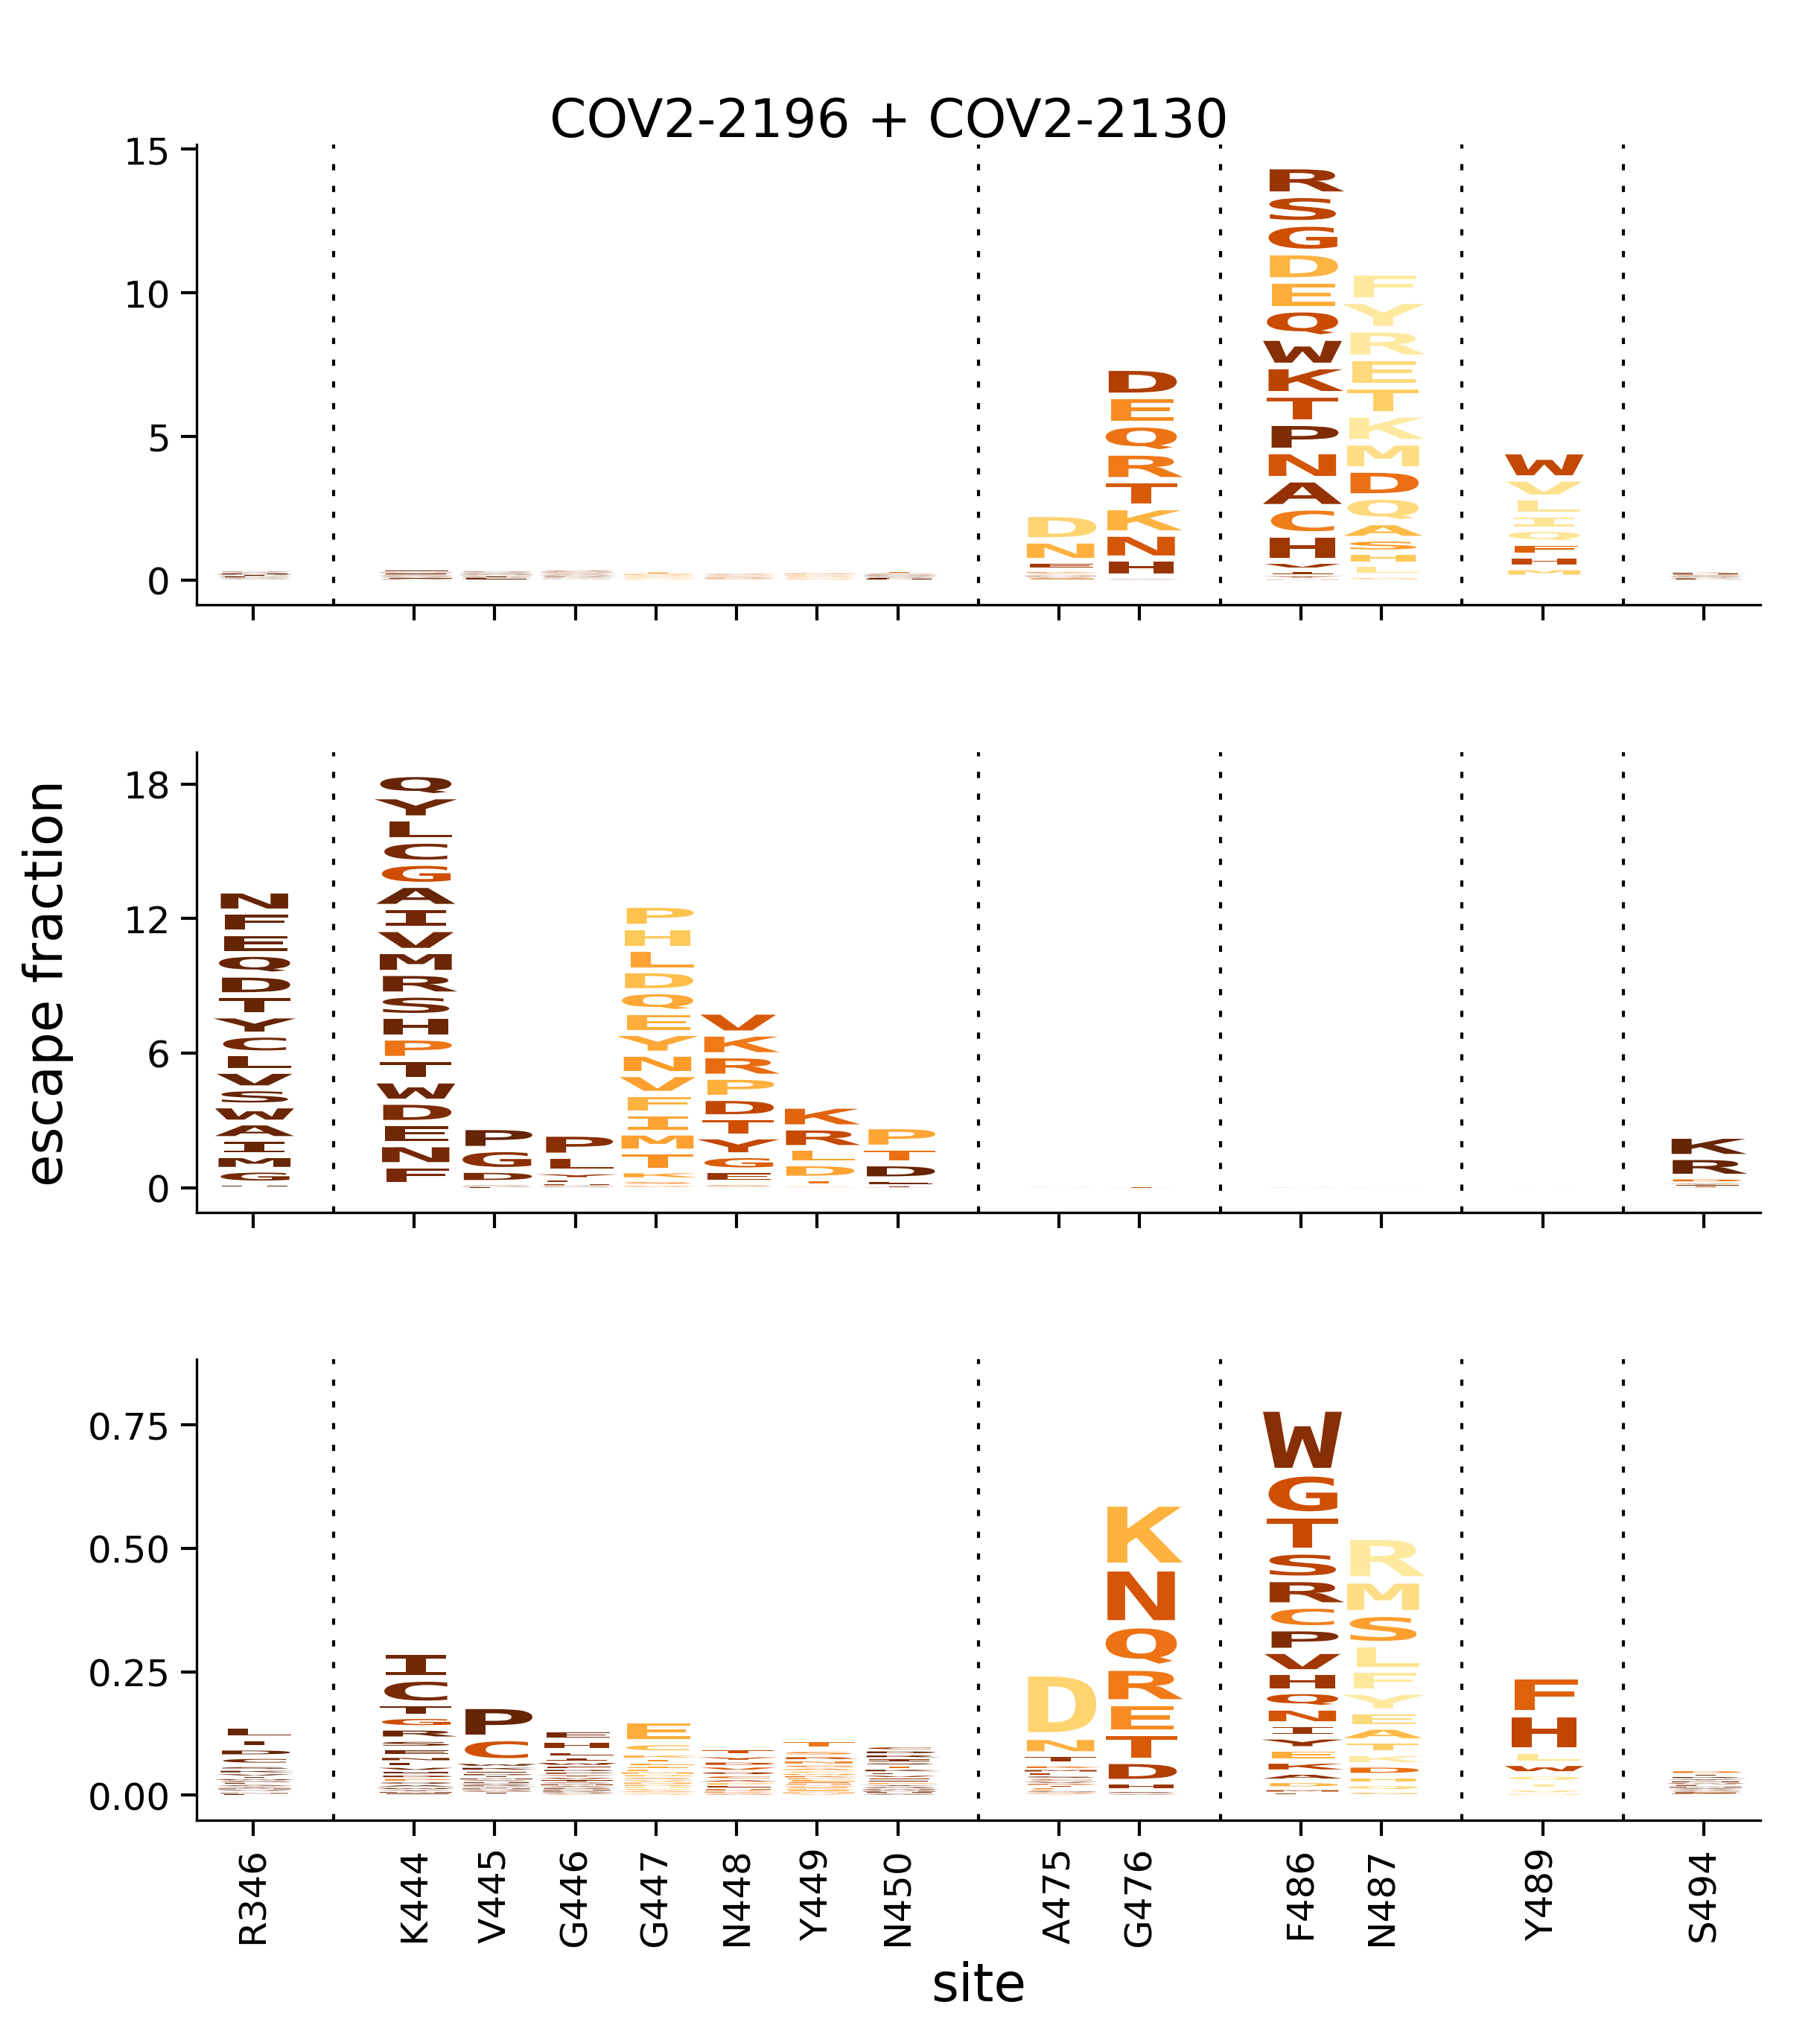 COV2-2196 + COV2-2130
15
10
5
0
R
S
G
D
E
Q
W
K
T
P
N
A
C
H
F
Y
R
E
T
K
M
D
Q
A
S
H
L
D
E
Q
R
T
K
N
H
D
N
W
V
L
I
Q
F
H
M
escape fraction
18
12
6
0
N
F
E
Q
D
T
Y
C
L
V
S
W
A
I
M
G
Q
Y
L
C
G
A
I
V
M
R
S
H
P
T
W
D
E
N
F
P
G
D
P
L
P
H
L
D
Q
E
Y
N
V
F
I
M
T
K
V
K
R
P
D
T
Y
G
F
K
R
L
D
P
T
D
K
R
0.75
0.50
0.25
0.00
I
C
P
C
E
D
N
K
N
Q
R
E
T
D
H
W
G
T
S
R
C
P
V
H
Q
N
R
M
S
L
F
Y
E
A
F
H
L
W
R346
K444
V445
G446
G447
N448
Y449
N450
A475
G476
F486
N487
Y489
S494
site